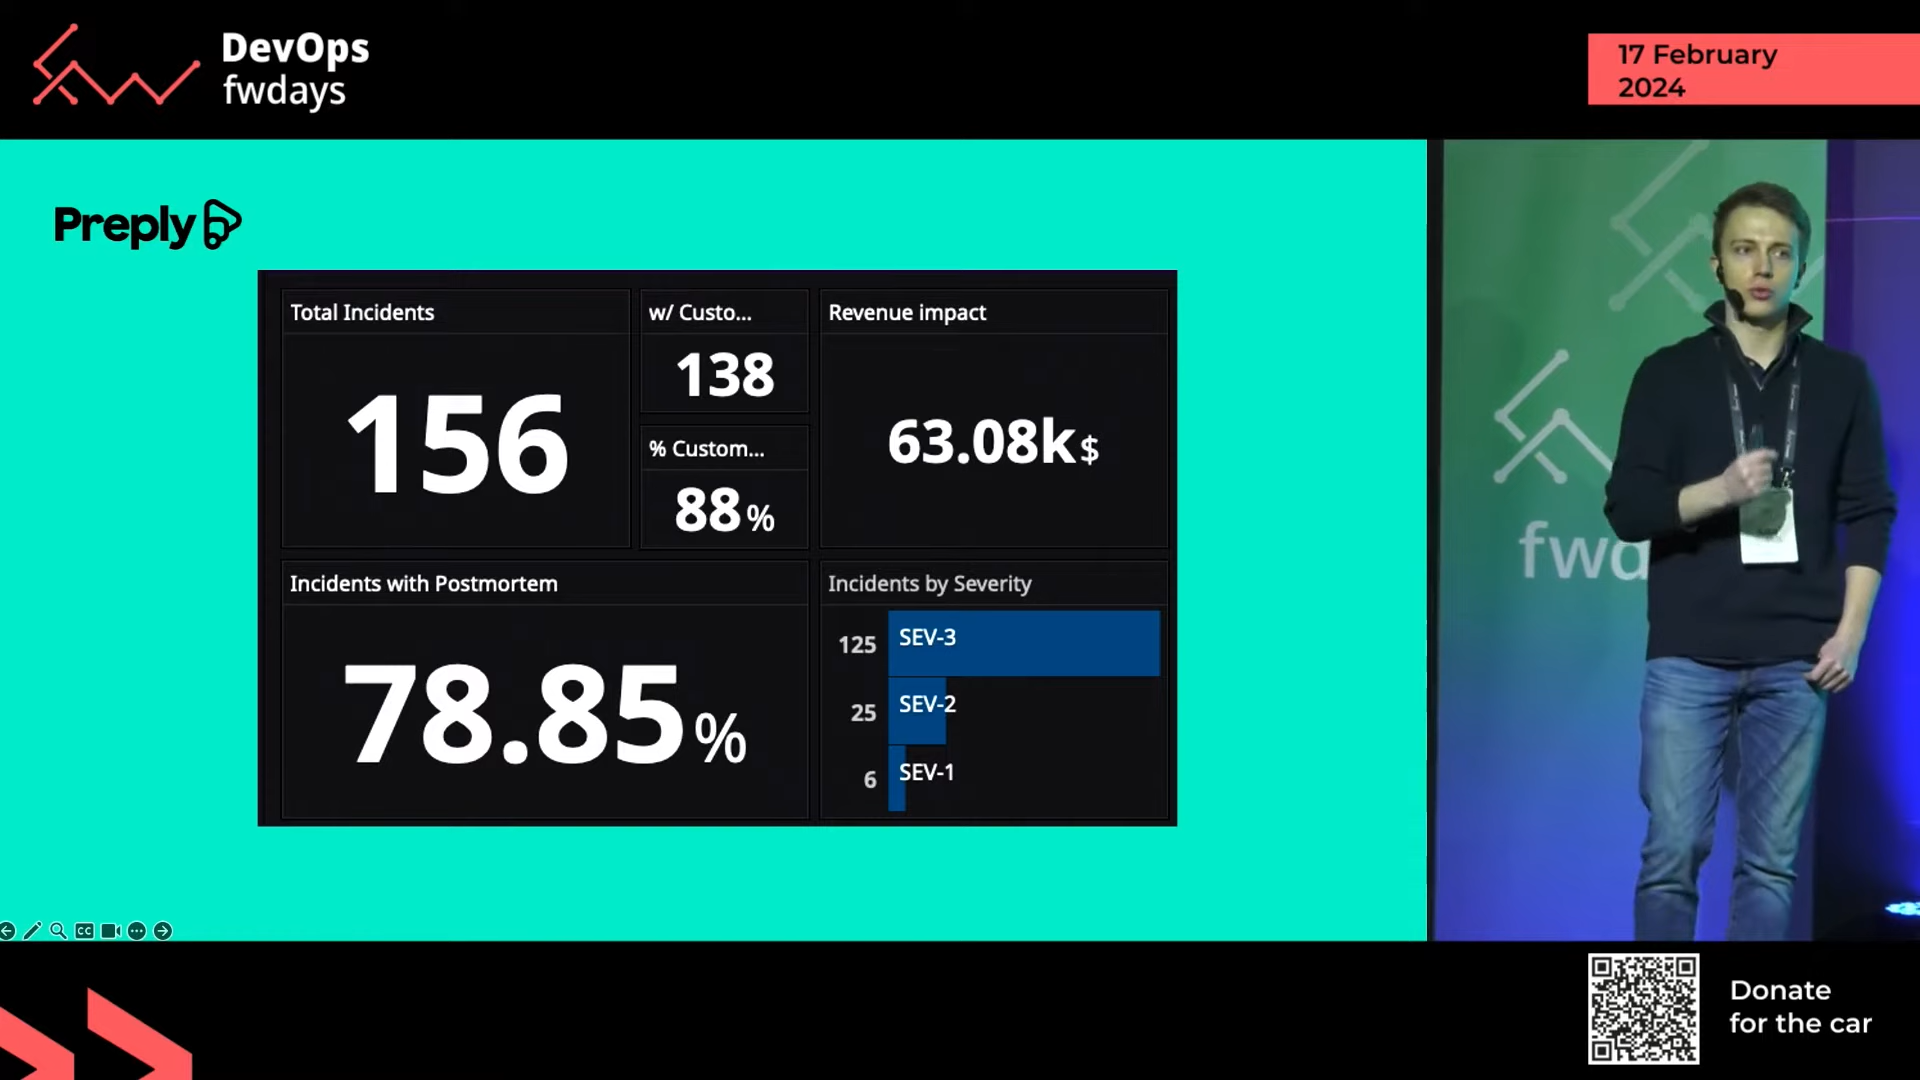 DevOps
fwdays
17 February
2024
Preply
Total Incidents
156
w/ Custo...
138
% Custom...
88%
Revenue impact
63.08k$
Incidents with Postmortem
78.85%
Incidents by Severity
125 SEV-3
25 SEV-2
6 SEV-1
CC
fwd
Donate
for the car